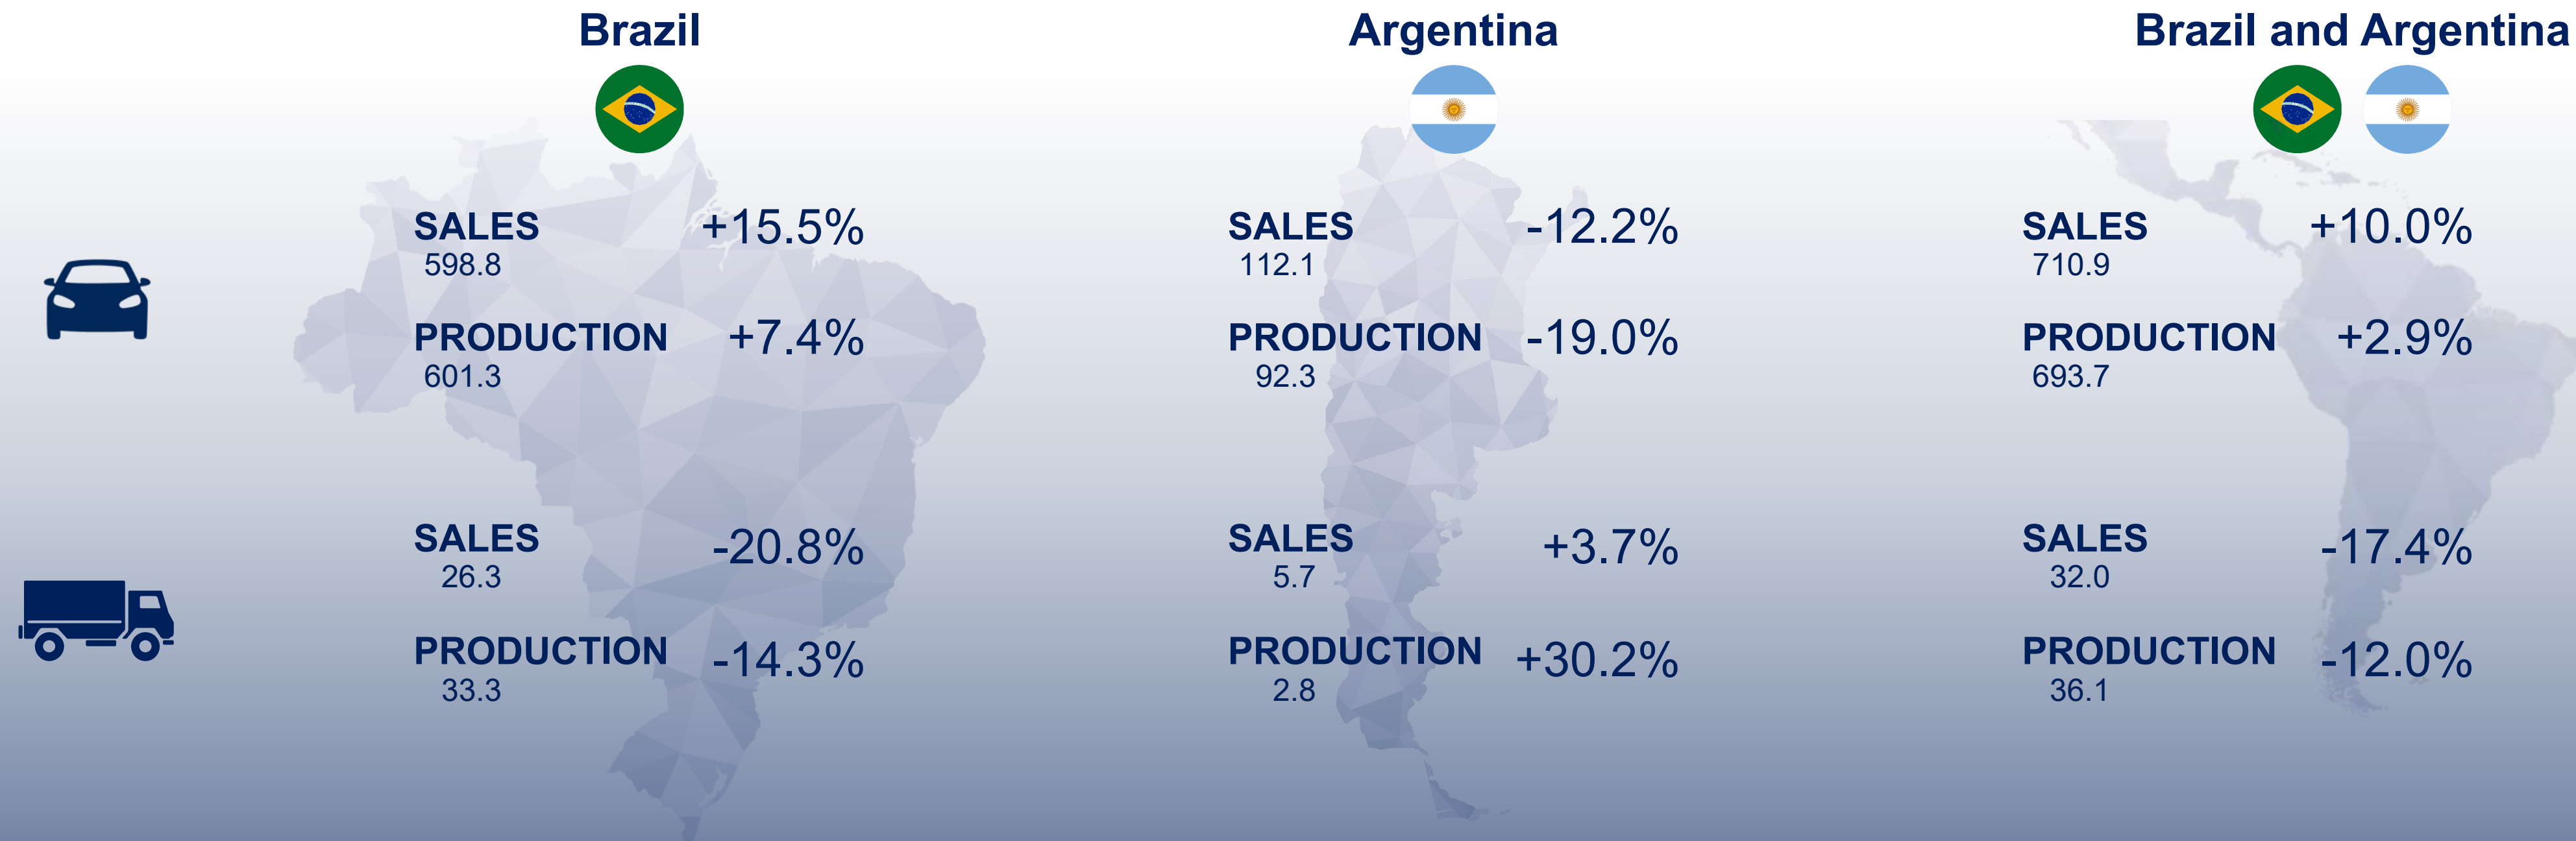 Brazil
Argentina
Brazil and Argentina
SALES +15.5%
598.8
PRODUCTION +7.4%
601.3
SALES -12.2%
112.1
PRODUCTION -19.0%
92.3
SALES +10.0%
710.9
PRODUCTION +2.9%
693.7
SALES -20.8%
26.3
PRODUCTION -14.3%
33.3
SALES +3.7%
5.7
PRODUCTION +30.2%
2.8
SALES -17.4%
32.0
PRODUCTION -12.0%
36.1